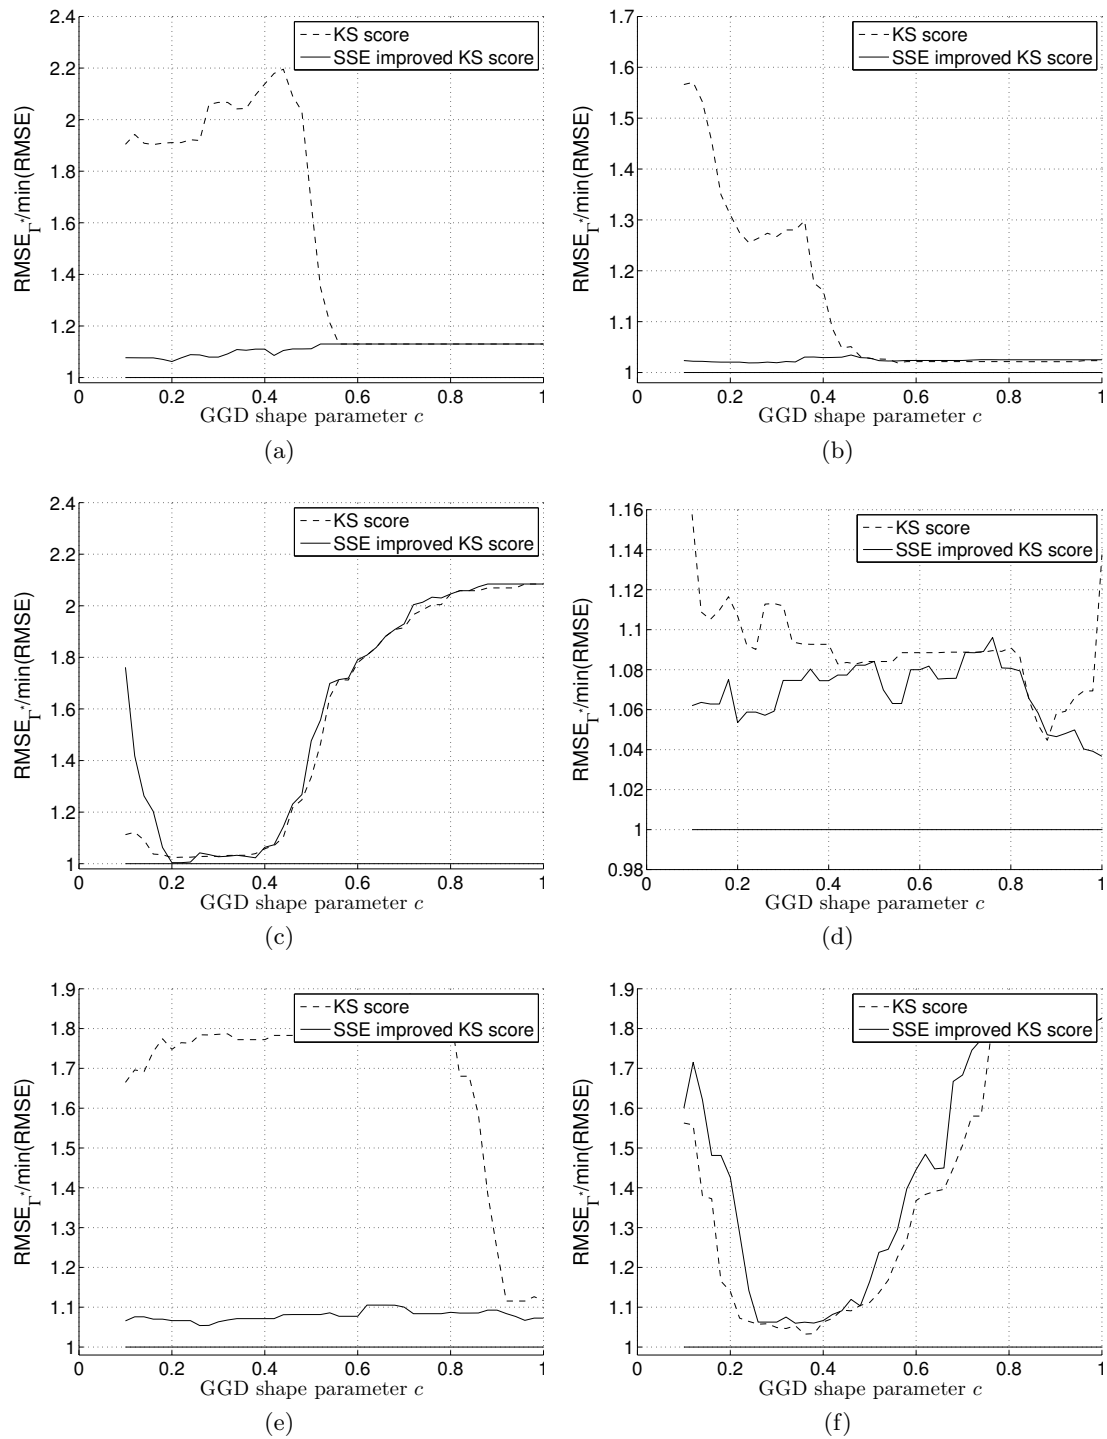 2.4
2.2
2
1.8
1.6
1.4
1.2
1
RMSE_Γ*/min(RMSE)
KS score
SSE improved KS score
0 0.2 0.4 0.6 0.8 1
GGD shape parameter c
(a)
1.7
1.6
1.5
1.4
1.3
1.2
1.1
1
RMSE_Γ*/min(RMSE)
KS score
SSE improved KS score
0 0.2 0.4 0.6 0.8 1
GGD shape parameter c
(b)
2.4
2.2
2
1.8
1.6
1.4
1.2
1
RMSE_Γ*/min(RMSE)
KS score
SSE improved KS score
0 0.2 0.4 0.6 0.8 1
GGD shape parameter c
(c)
1.16
1.14
1.12
1.1
1.08
1.06
1.04
1.02
1
0.98
RMSE_Γ*/min(RMSE)
KS score
SSE improved KS score
0 0.2 0.4 0.6 0.8 1
GGD shape parameter c
(d)
1.9
1.8
1.7
1.6
1.5
1.4
1.3
1.2
1.1
1
RMSE_Γ*/min(RMSE)
KS score
SSE improved KS score
0 0.2 0.4 0.6 0.8 1
GGD shape parameter c
(e)
1.9
1.8
1.7
1.6
1.5
1.4
1.3
1.2
1.1
1
RMSE_Γ*/min(RMSE)
KS score
SSE improved KS score
0 0.2 0.4 0.6 0.8 1
GGD shape parameter c
(f)